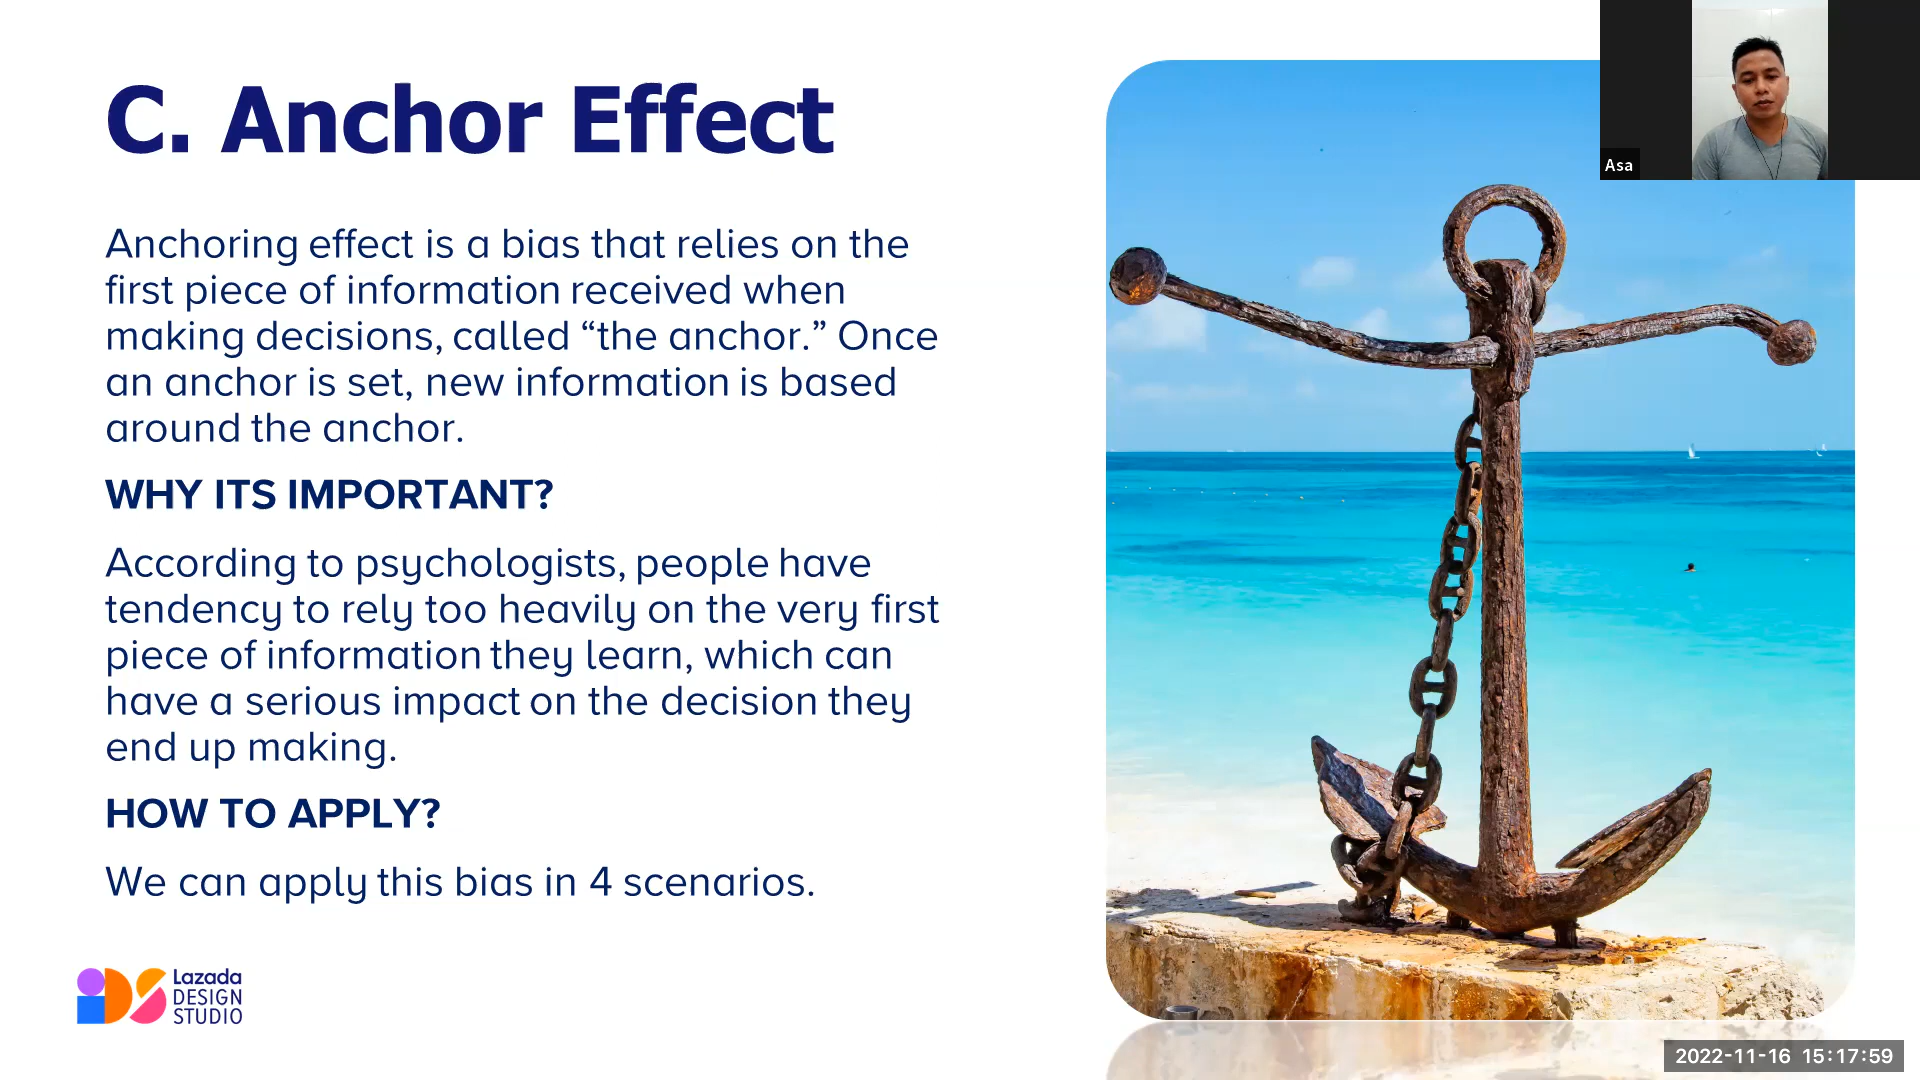 C. Anchor Effect
Anchoring effect is a bias that relies on the
first piece of information received when
making decisions, called “the anchor.” Once
an anchor is set, new information is based
around the anchor.
WHY ITS IMPORTANT?
According to psychologists, people have
tendency to rely too heavily on the very first
piece of information they learn, which can
have a serious impact on the decision they
end up making.
HOW TO APPLY?
We can apply this bias in 4 scenarios.
Lazada
DESIGN
STUDIO
Asa
2022-11-16 15:17:59